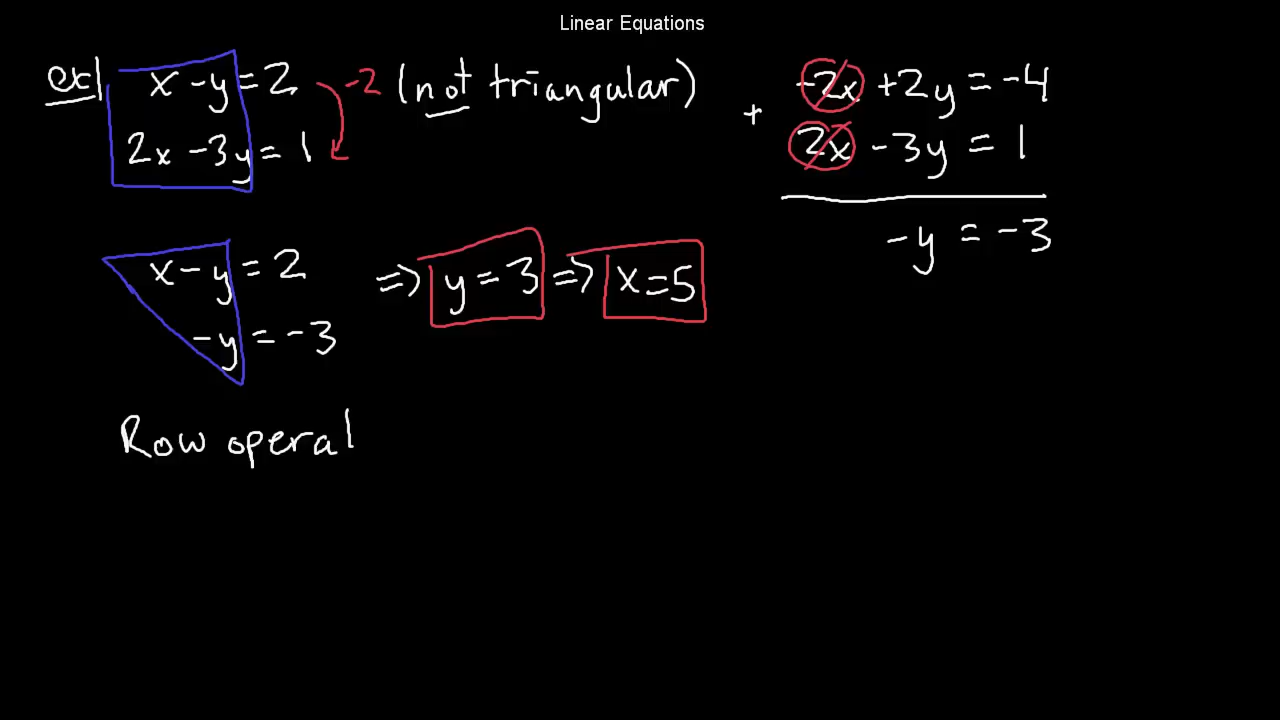 Linear Equations
ex| x - y = 2 -2 (not triangular)
2x - 3y = 1
-2x + 2y = -4
+ 2x - 3y = 1
-y = -3
x - y = 2 ⇒ y = 3 ⇒ x = 5
-y = -3
Row operal